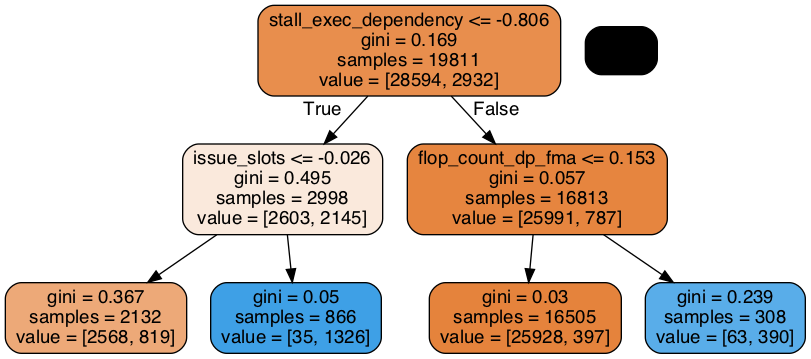 stall_exec_dependency <= -0.806
gini = 0.169
samples = 19811
value = [28594, 2932]
True
False
issue_slots <= -0.026
gini = 0.495
samples = 2998
value = [2603, 2145]
flop_count_dp_fma <= 0.153
gini = 0.057
samples = 16813
value = [25991, 787]
gini = 0.367
samples = 2132
value = [2568, 819]
gini = 0.05
samples = 866
value = [35, 1326]
gini = 0.03
samples = 16505
value = [25928, 397]
gini = 0.239
samples = 308
value = [63, 390]